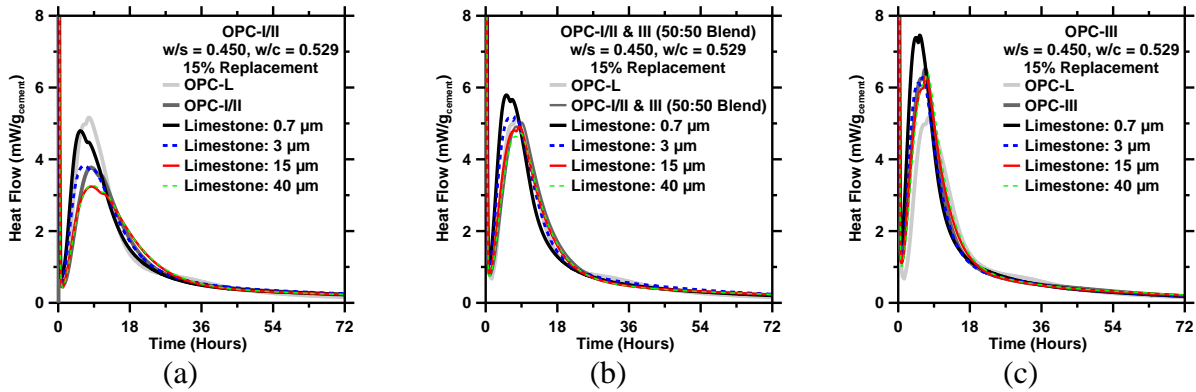 OPC-I/II
w/s = 0.450, w/c = 0.529
15% Replacement
OPC-L
OPC-I/II
Limestone: 0.7 µm
Limestone: 3 µm
Limestone: 15 µm
Limestone: 40 µm
Heat Flow (mW/gcement)
8
6
4
2
0
0 18 36 54 72
Time (Hours)
(a)
OPC-I/II & III (50:50 Blend)
w/s = 0.450, w/c = 0.529
15% Replacement
OPC-L
OPC-I/II & III (50:50 Blend)
Limestone: 0.7 µm
Limestone: 3 µm
Limestone: 15 µm
Limestone: 40 µm
Heat Flow (mW/gcement)
8
6
4
2
0
0 18 36 54 72
Time (Hours)
(b)
OPC-III
w/s = 0.450, w/c = 0.529
15% Replacement
OPC-L
OPC-III
Limestone: 0.7 µm
Limestone: 3 µm
Limestone: 15 µm
Limestone: 40 µm
Heat Flow (mW/gcement)
8
6
4
2
0
0 18 36 54 72
Time (Hours)
(c)